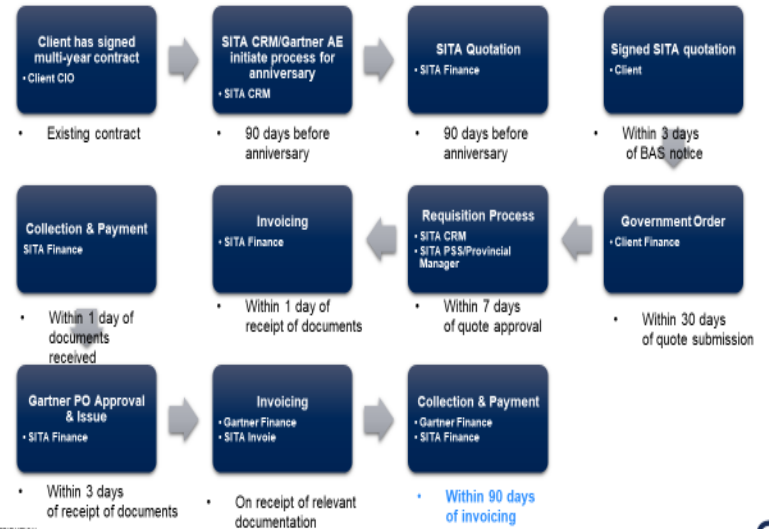 Client has signed
multi-year contract
• Client CIO
SITA CRM/Gartner AE
initiate process for
anniversary
• SITA CRM
SITA Quotation
• SITA Finance
Signed SITA quotation
• Client
• Existing contract
• 90 days before
anniversary
• 90 days before
anniversary
• Within 3 days
of BAS notice
Collection & Payment
SITA Finance
Invoicing
• SITA Finance
Requisition Process
• SITA CRM
• SITA PSS/Provincial
Manager
Government Order
• Client Finance
• Within 1 day of
documents
received
• Within 1 day of
receipt of documents
• Within 7 days
of quote approval
• Within 30 days
of quote submission
Gartner PO Approval
& Issue
• SITA Finance
Invoicing
• Gartner Finance
• SITA Invoie
Collection & Payment
• Gartner Finance
• SITA Finance
• Within 3 days
of receipt of documents
• On receipt of relevant
documentation
• Within 90 days
of invoicing